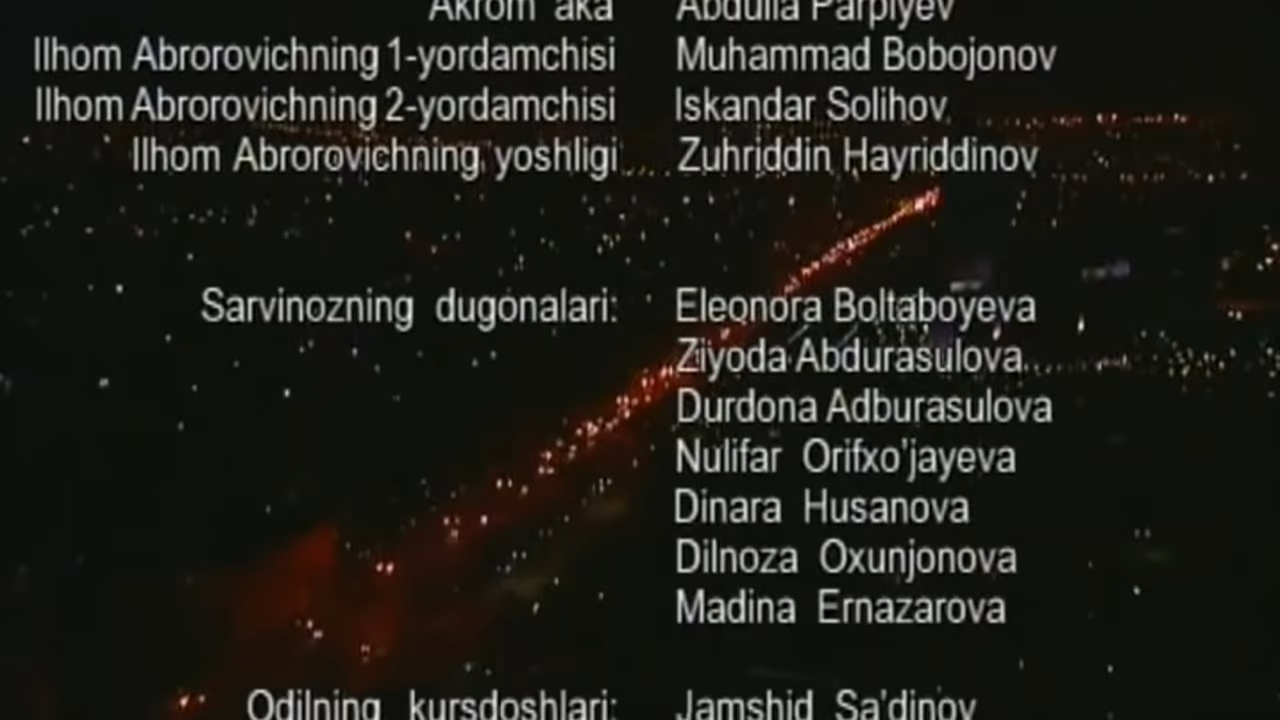 Akrom aka Abdulla Parpiyev
Ilhom Abrorovichning 1-yordamchisi Muhammad Bobojonov
Ilhom Abrorovichning 2-yordamchisi Iskandar Solihov
Ilhom Abrorovichning yoshligi Zuhriddin Hayriddinov
Sarvinozning dugonalari: Eleonora Boltaboyeva
Ziyoda Abdurasulova
Durdona Adburasulova
Nulifar Orifxo'jayeva
Dinara Husanova
Dilnoza Oxunjonova
Madina Ernazarova
Odilning kursdoshlari: Jamshid Sa'dinov